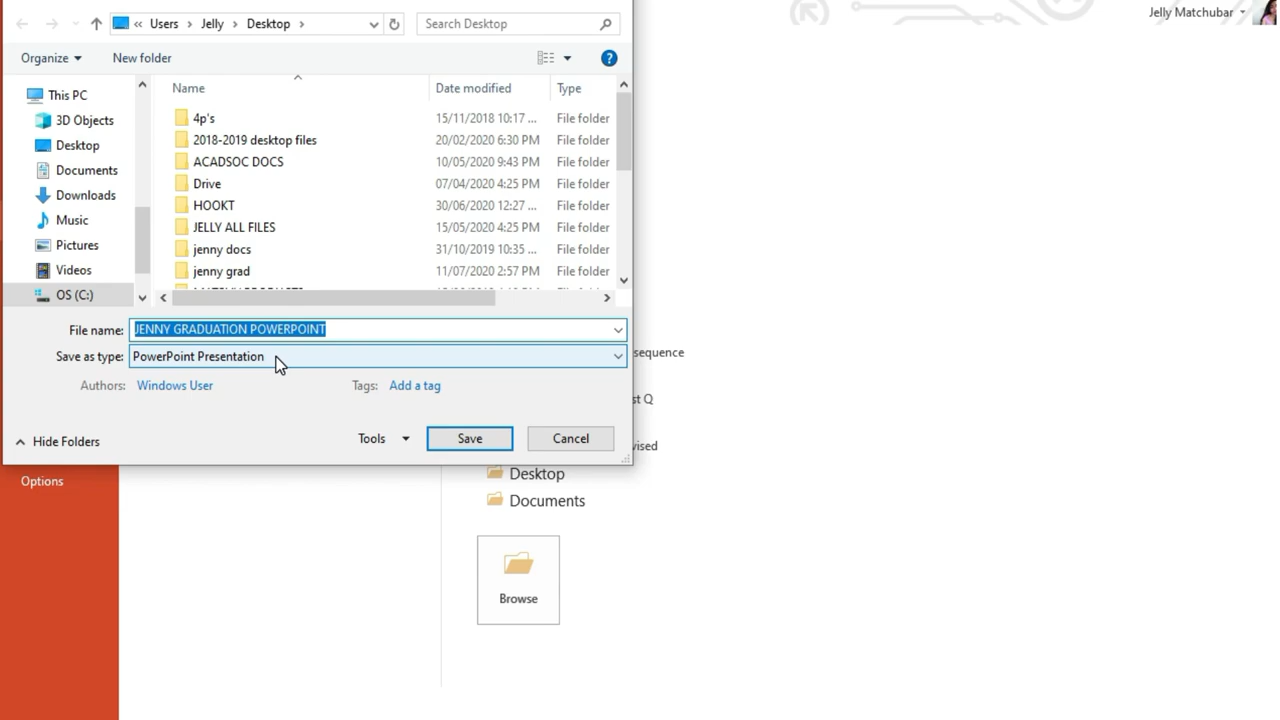 Users > Jelly > Desktop >
Search Desktop
Jelly Matchubar
Organize
New folder
Name
Date modified
Type
This PC
3D Objects
Desktop
Documents
Downloads
Music
Pictures
Videos
OS (C:)
4p's 15/11/2018 10:17 ... File folder
2018-2019 desktop files 20/02/2020 6:30 PM File folder
ACADSOC DOCS 10/05/2020 9:43 PM File folder
Drive 07/04/2020 4:25 PM File folder
HOOKT 30/06/2020 12:27 ... File folder
JELLY ALL FILES 15/05/2020 4:25 PM File folder
jenny docs 31/10/2019 10:35 ... File folder
jenny grad 11/07/2020 2:57 PM File folder
File name: JENNY GRADUATION POWERPOINT
Save as type: PowerPoint Presentation
Authors: Windows User
Tags: Add a tag
Hide Folders
Tools
Save
Cancel
sequence
st Q
vised
Options
Desktop
Documents
Browse